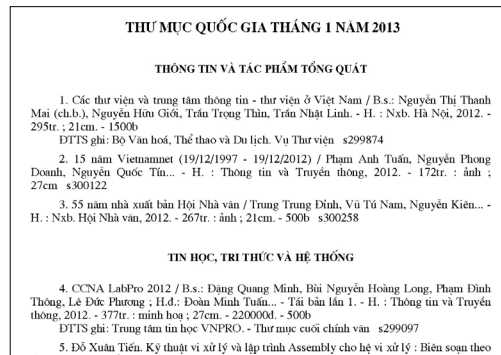 THƯ MỤC QUỐC GIA THÁNG 1 NĂM 2013
THÔNG TIN VÀ TÁC PHẨM TỔNG QUÁT
1. Các thư viện và trung tâm thông tin - thư viện ở Việt Nam / B.s.: Nguyễn Thị Thanh
Mai (ch.b.), Nguyễn Hữu Giới, Trần Trọng Thìn, Trần Nhật Linh. - H. : Nxb. Hà Nội, 2012. -
295tr. ; 21cm. - 1500b
ĐTTS ghi: Bộ Văn hoá, Thể thao và Du lịch. Vụ Thư viện s299874
2. 15 năm Vietnamnet (19/12/1997 - 19/12/2012) / Phạm Anh Tuấn, Nguyễn Phong
Doanh, Nguyễn Quốc Tín... - H. : Thông tin và Truyền thông, 2012. - 172tr. : ảnh ;
27cm s300122
3. 55 năm nhà xuất bản Hội Nhà văn / Trung Trung Đỉnh, Vũ Tú Nam, Nguyễn Kiên... -
H. : Nxb. Hội Nhà văn, 2012. - 267tr. : ảnh ; 21cm. - 500b s300258
TIN HỌC, TRI THỨC VÀ HỆ THỐNG
4. CCNA LabPro 2012 / B.s.: Đặng Quang Minh, Bùi Nguyễn Hoàng Long, Phạm Đình
Thông, Lê Đức Phương ; H.đ.: Đoàn Minh Tuấn... - Tái bản lần 1. - H. : Thông tin và Truyền
thông, 2012. - 377tr. : minh hoạ ; 27cm. - 220000đ. - 500b
ĐTTS ghi: Trung tâm tin học VNPRO. - Thư mục cuối chính văn s299097
5. Đỗ Xuân Tiến. Kỹ thuật vi xử lý và lập trình Assembly cho hệ vi xử lý : Biên soạn theo